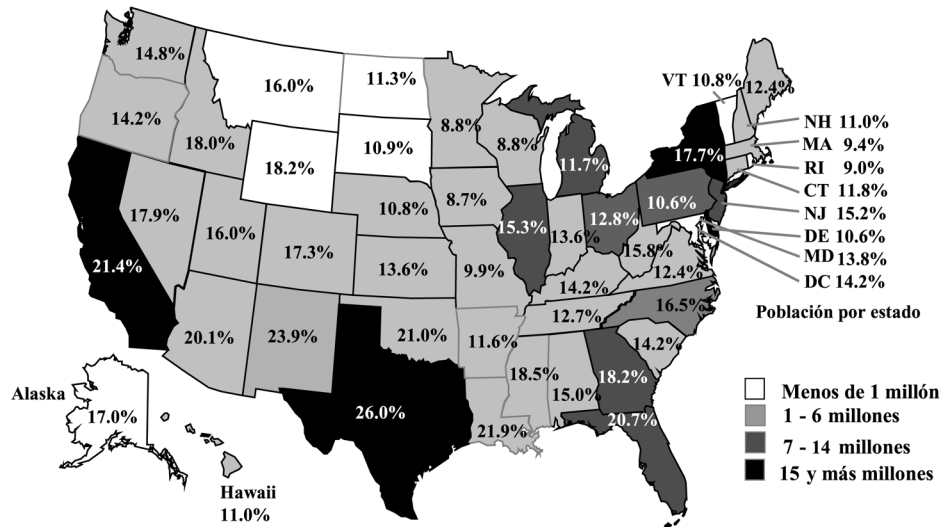 14.8%
16.0%
11.3%
VT 10.8%
12.4%
14.2%
18.0%
8.8%
8.8%
NH 11.0%
MA 9.4%
10.9%
11.7%
17.7%
RI 9.0%
CT 11.8%
18.2%
8.7%
10.6%
NJ 15.2%
17.9%
10.8%
15.3%
13.6%
12.8%
DE 10.6%
16.0%
17.3%
15.8%
MD 13.8%
21.4%
13.6%
9.9%
12.4%
DC 14.2%
14.2%
12.7%
16.5%
Población por estado
20.1%
23.9%
21.0%
11.6%
14.2%
18.5%
18.2%
Alaska
15.0%
Menos de 1 millón
17.0%
26.0%
20.7%
1 - 6 millones
21.9%
7 - 14 millones
15 y más millones
Hawaii
11.0%